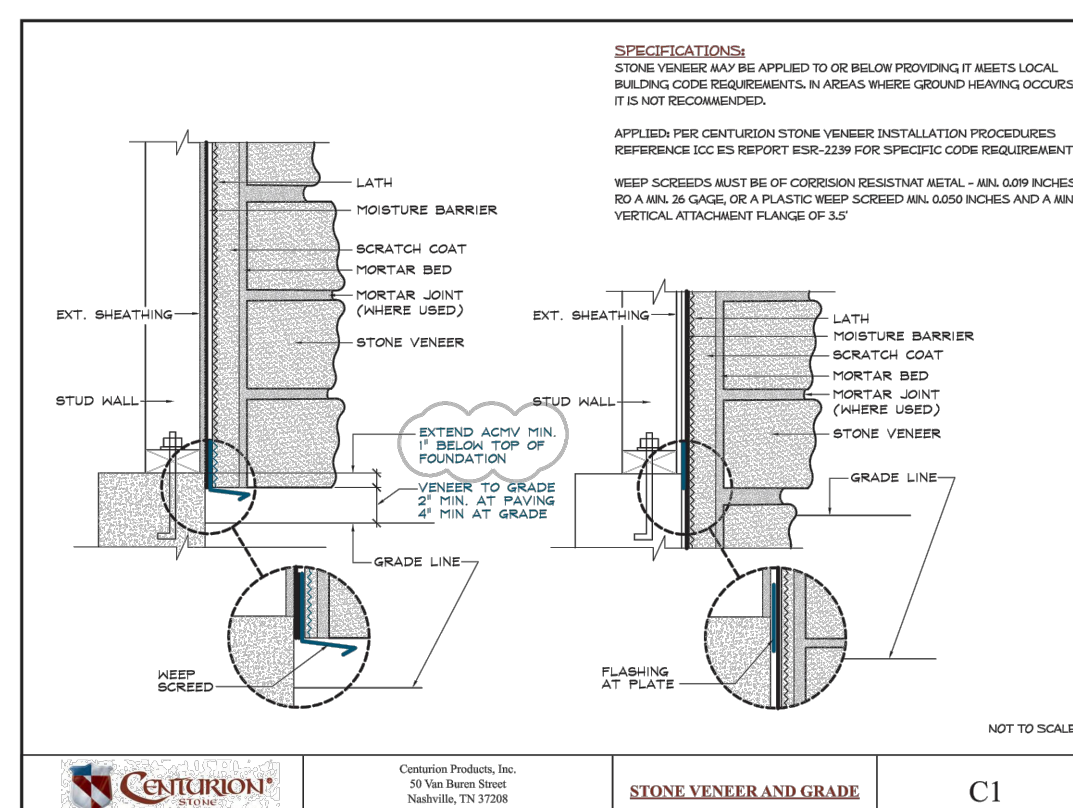 SPECIFICATIONS:
STONE VENEER MAY BE APPLIED TO OR BELOW PROVIDING IT MEETS LOCAL
BUILDING CODE REQUIREMENTS. IN AREAS WHERE GROUND HEAVING OCCURS
IT IS NOT RECOMMENDED.
APPLIED: PER CENTURION STONE VENEER INSTALLATION PROCEDURES
REFERENCE ICC ES REPORT ESR-2239 FOR SPECIFIC CODE REQUIREMENT
WEEP SCREEDS MUST BE OF CORRISION RESISTNAT METAL - MIN. 0.019 INCHES
RO A MIN. 26 GAGE, OR A PLASTIC WEEP SCREED MIN. 0.050 INCHES AND A MIN
VERTICAL ATTACHMENT FLANGE OF 3.5'
LATH
MOISTURE BARRIER
SCRATCH COAT
MORTAR BED
MORTAR JOINT
(WHERE USED)
EXT. SHEATHING
STONE VENEER
STUD WALL
EXTEND ACMV MIN.
1" BELOW TOP OF
FOUNDATION
VENEER TO GRADE
2" MIN. AT PAVING
4" MIN AT GRADE
GRADE LINE
WEEP
SCREED
EXT. SHEATHING
LATH
MOISTURE BARRIER
SCRATCH COAT
MORTAR BED
MORTAR JOINT
(WHERE USED)
STUD WALL
STONE VENEER
GRADE LINE
FLASHING
AT PLATE
NOT TO SCALE
CENTURION®
STONE
Centurion Products, Inc.
50 Van Buren Street
Nashville, TN 37208
STONE VENEER AND GRADE
C1